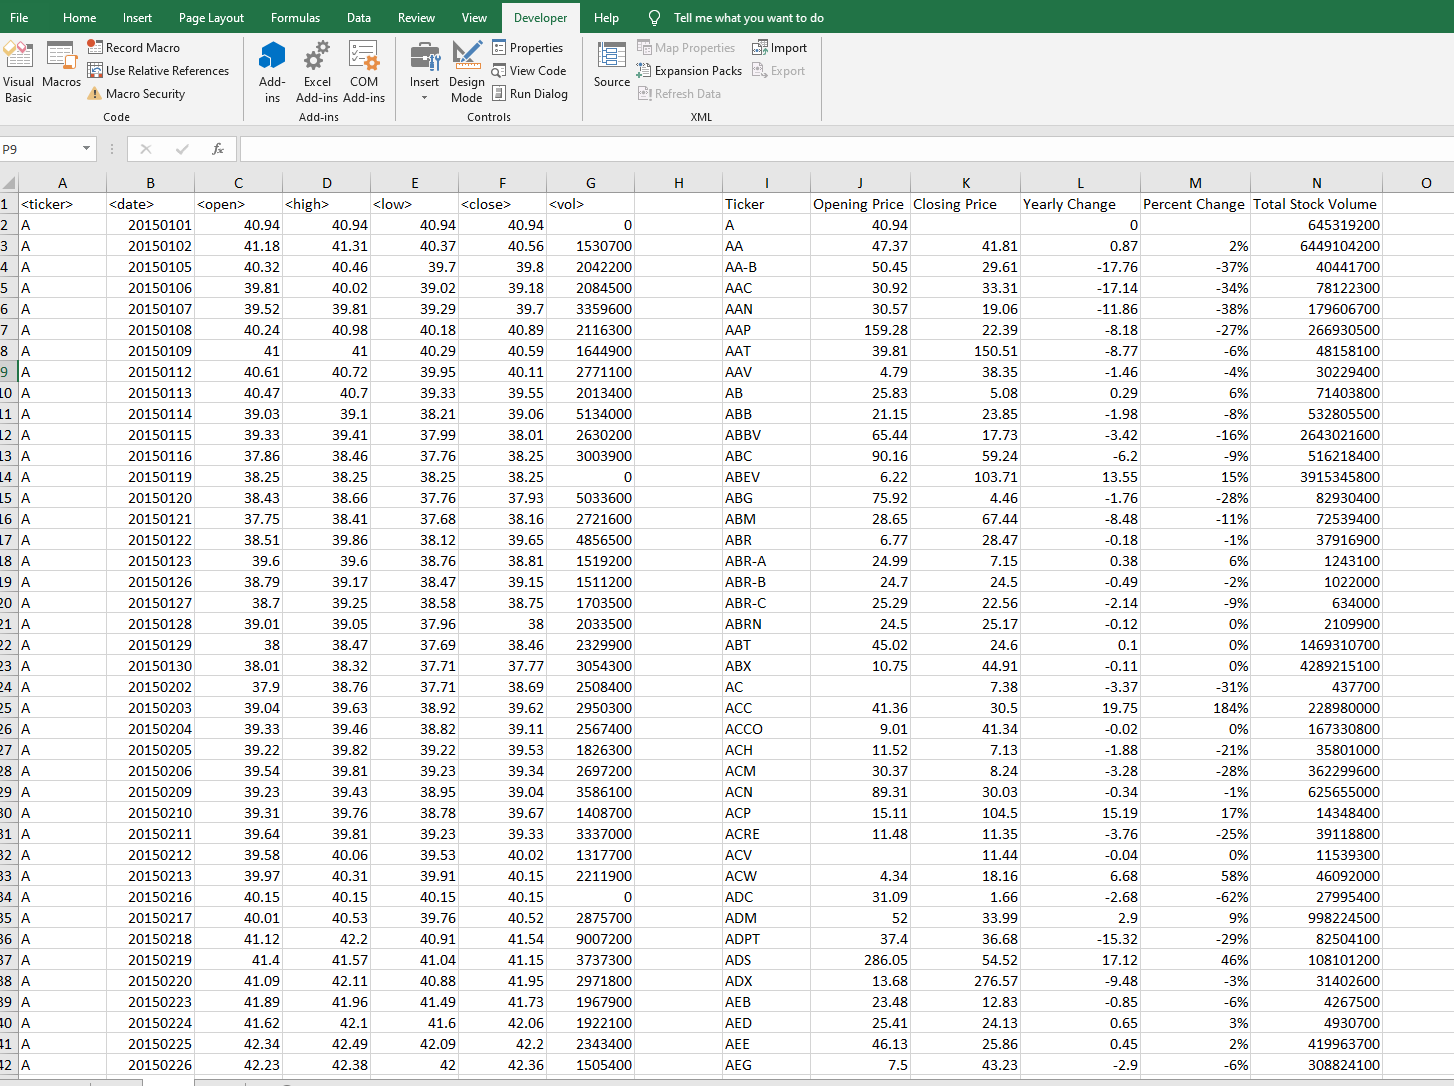 File Home Insert Page Layout Formulas Data Review View Developer Help Tell me what you want to do
Visual Basic
Macros
Record Macro
Use Relative References
Macro Security
Code
Add-ins
Excel Add-ins
COM Add-ins
Add-ins
Insert
Design Mode
Properties
View Code
Run Dialog
Controls
Source
Map Properties
Expansion Packs
Refresh Data
Import
Export
XML
P9 fx
A B C D E F G H I J K L M N O
1 <ticker> <date> <open> <high> <low> <close> <vol> Ticker Opening Price Closing Price Yearly Change Percent Change Total Stock Volume
2 A 20150101 40.94 40.94 40.94 40.94 0 A 40.94 0 645319200
3 A 20150102 41.18 41.31 40.37 40.56 1530700 AA 47.37 41.81 0.87 2% 6449104200
4 A 20150105 40.32 40.46 39.7 39.8 2042200 AA-B 50.45 29.61 -17.76 -37% 40441700
5 A 20150106 39.81 40.02 39.02 39.18 2084500 AAC 30.92 33.31 -17.14 -34% 78122300
6 A 20150107 39.52 39.81 39.29 39.7 3359600 AAN 30.57 19.06 -11.86 -38% 179606700
7 A 20150108 40.24 40.98 40.18 40.89 2116300 AAP 159.28 22.39 -8.18 -27% 266930500
8 A 20150109 41 41 40.29 40.59 1644900 AAT 39.81 150.51 -8.77 -6% 48158100
9 A 20150112 40.61 40.72 39.95 40.11 2771100 AAV 4.79 38.35 -1.46 -4% 30229400
10 A 20150113 40.47 40.7 39.33 39.55 2013400 AB 25.83 5.08 0.29 6% 71403800
11 A 20150114 39.03 39.1 38.21 39.06 5134000 ABB 21.15 23.85 -1.98 -8% 532805500
12 A 20150115 39.33 39.41 37.99 38.01 2630200 ABBV 65.44 17.73 -3.42 -16% 2643021600
13 A 20150116 37.86 38.46 37.76 38.25 3003900 ABC 90.16 59.24 -6.2 -9% 516218400
14 A 20150119 38.25 38.25 38.25 38.25 0 ABEV 6.22 103.71 13.55 15% 3915345800
15 A 20150120 38.43 38.66 37.76 37.93 5033600 ABG 75.92 4.46 -1.76 -28% 82930400
16 A 20150121 37.75 38.41 37.68 38.16 2721600 ABM 28.65 67.44 -8.48 -11% 72539400
17 A 20150122 38.51 39.86 38.12 39.65 4856500 ABR 6.77 28.47 -0.18 -1% 37916900
18 A 20150123 39.6 39.6 38.76 38.81 1519200 ABR-A 24.99 7.15 0.38 6% 1243100
19 A 20150126 38.79 39.17 38.47 39.15 1511200 ABR-B 24.7 24.5 -0.49 -2% 1022000
20 A 20150127 38.7 39.25 38.58 38.75 1703500 ABR-C 25.29 22.56 -2.14 -9% 634000
21 A 20150128 39.01 39.05 37.96 38 2033500 ABRN 24.5 25.17 -0.12 0% 2109900
22 A 20150129 38 38.47 37.69 38.46 2329900 ABT 45.02 24.6 0.1 0% 1469310700
23 A 20150130 38.01 38.32 37.71 37.77 3054300 ABX 10.75 44.91 -0.11 0% 4289215100
24 A 20150202 37.9 38.76 37.71 38.69 2508400 AC 7.38 -3.37 -31% 437700
25 A 20150203 39.04 39.63 38.92 39.62 2950300 ACC 41.36 30.5 19.75 184% 228980000
26 A 20150204 39.33 39.46 38.82 39.11 2567400 ACCO 9.01 41.34 -0.02 0% 167330800
27 A 20150205 39.22 39.82 39.22 39.53 1826300 ACH 11.52 7.13 -1.88 -21% 35801000
28 A 20150206 39.54 39.81 39.23 39.34 2697200 ACM 30.37 8.24 -3.28 -28% 362299600
29 A 20150209 39.23 39.43 38.95 39.04 3586100 ACN 89.31 30.03 -0.34 -1% 625655000
30 A 20150210 39.31 39.76 38.78 39.67 1408700 ACP 15.11 104.5 15.19 17% 14348400
31 A 20150211 39.64 39.81 39.23 39.33 3337000 ACRE 11.48 11.35 -3.76 -25% 39118800
32 A 20150212 39.58 40.06 39.53 40.02 1317700 ACV 11.44 -0.04 0% 11539300
33 A 20150213 39.97 40.31 39.91 40.15 2211900 ACW 4.34 18.16 6.68 58% 46092000
34 A 20150216 40.15 40.15 40.15 40.15 0 ADC 31.09 1.66 -2.68 -62% 27995400
35 A 20150217 40.01 40.53 39.76 40.52 2875700 ADM 52 33.99 2.9 9% 998224500
36 A 20150218 41.12 42.2 40.91 41.54 9007200 ADPT 37.4 36.68 -15.32 -29% 82504100
37 A 20150219 41.4 41.57 41.04 41.15 3737300 ADS 286.05 54.52 17.12 46% 108101200
38 A 20150220 41.09 42.11 40.88 41.95 2971800 ADX 13.68 276.57 -9.48 -3% 31402600
39 A 20150223 41.89 41.96 41.49 41.73 1967900 AEB 23.48 12.83 -0.85 -6% 4267500
40 A 20150224 41.62 42.1 41.6 42.06 1922100 AED 25.41 24.13 0.65 3% 4930700
41 A 20150225 42.34 42.49 42.09 42.2 2343400 AEE 46.13 25.86 0.45 2% 419963700
42 A 20150226 42.23 42.38 42 42.36 1505400 AEG 7.5 43.23 -2.9 -6% 308824100